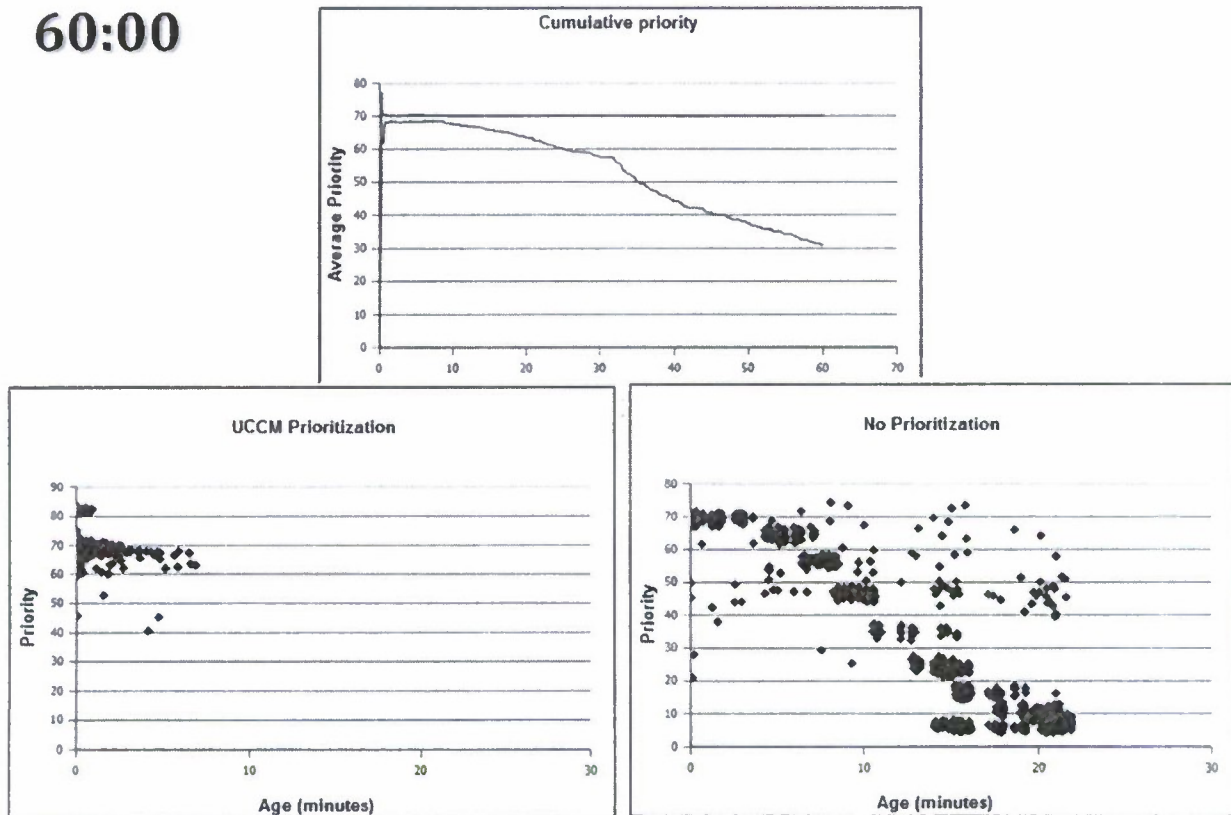 60:00
Cumulative priority
Average Priority
80
70
60
50
40
30
20
10
0
0 10 20 30 40 50 60 70
UCCM Prioritization
Priority
90
80
70
60
50
40
30
20
10
0
0 10 20 30
Age (minutes)
No Prioritization
Priority
80
70
60
50
40
30
20
10
0
0 10 20 30
Age (minutes)